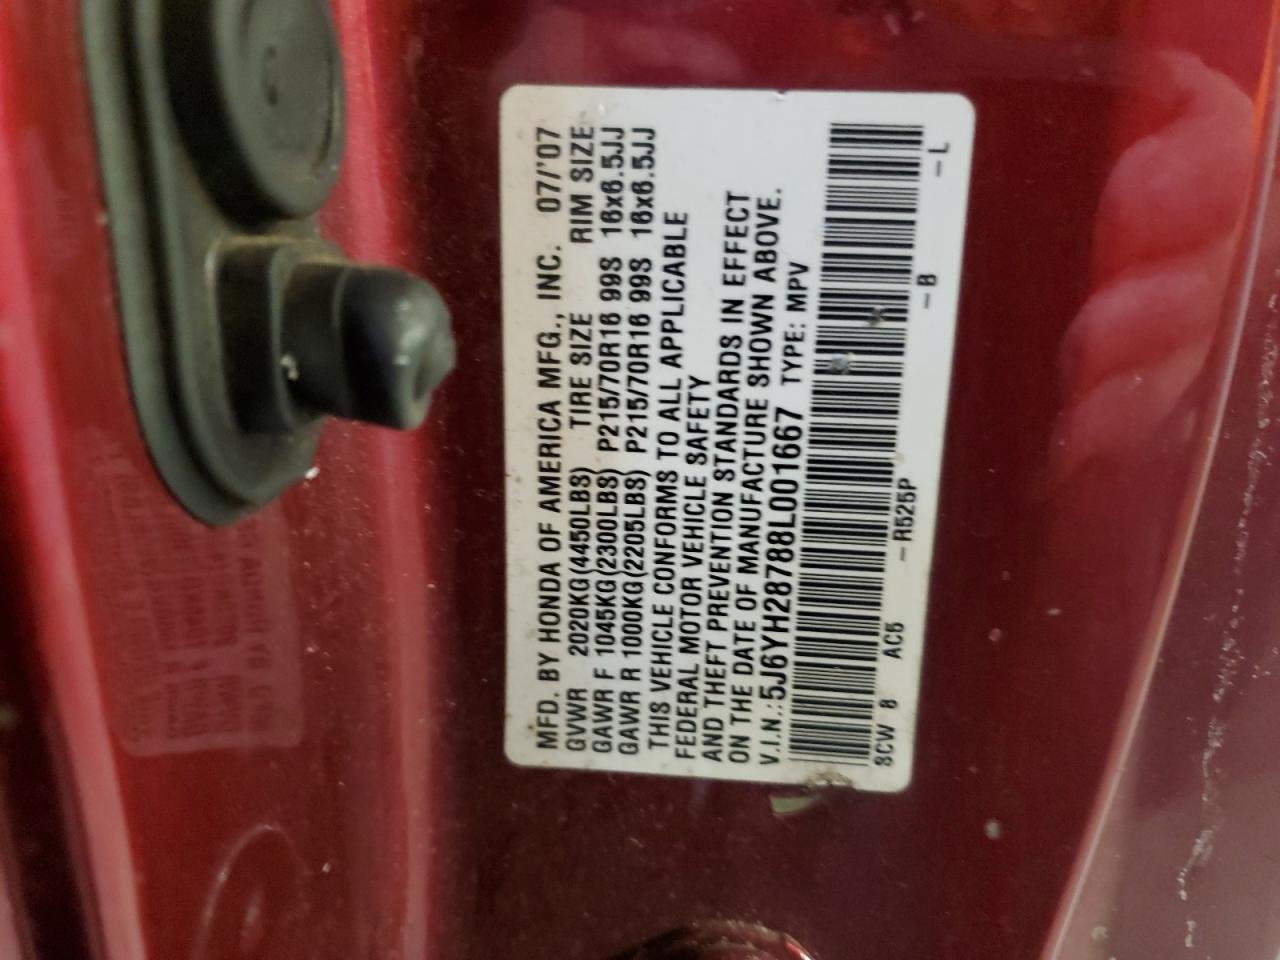 MFD. BY HONDA OF AMERICA MFG., INC. 07/'07
GVWR 2020KG(4450LBS) TIRE SIZE RIM SIZE
GAWR F 1045KG(2300LBS) P215/70R16 99S 16x6.5JJ
GAWR R 1000KG(2205LBS) P215/70R16 99S 16x6.5JJ
THIS VEHICLE CONFORMS TO ALL APPLICABLE
FEDERAL MOTOR VEHICLE SAFETY
AND THEFT PREVENTION STANDARDS IN EFFECT
ON THE DATE OF MANUFACTURE SHOWN ABOVE.
V.I.N.:5J6YH28788L001667 TYPE: MPV
8CW 8 AC5 –R525P –B –L